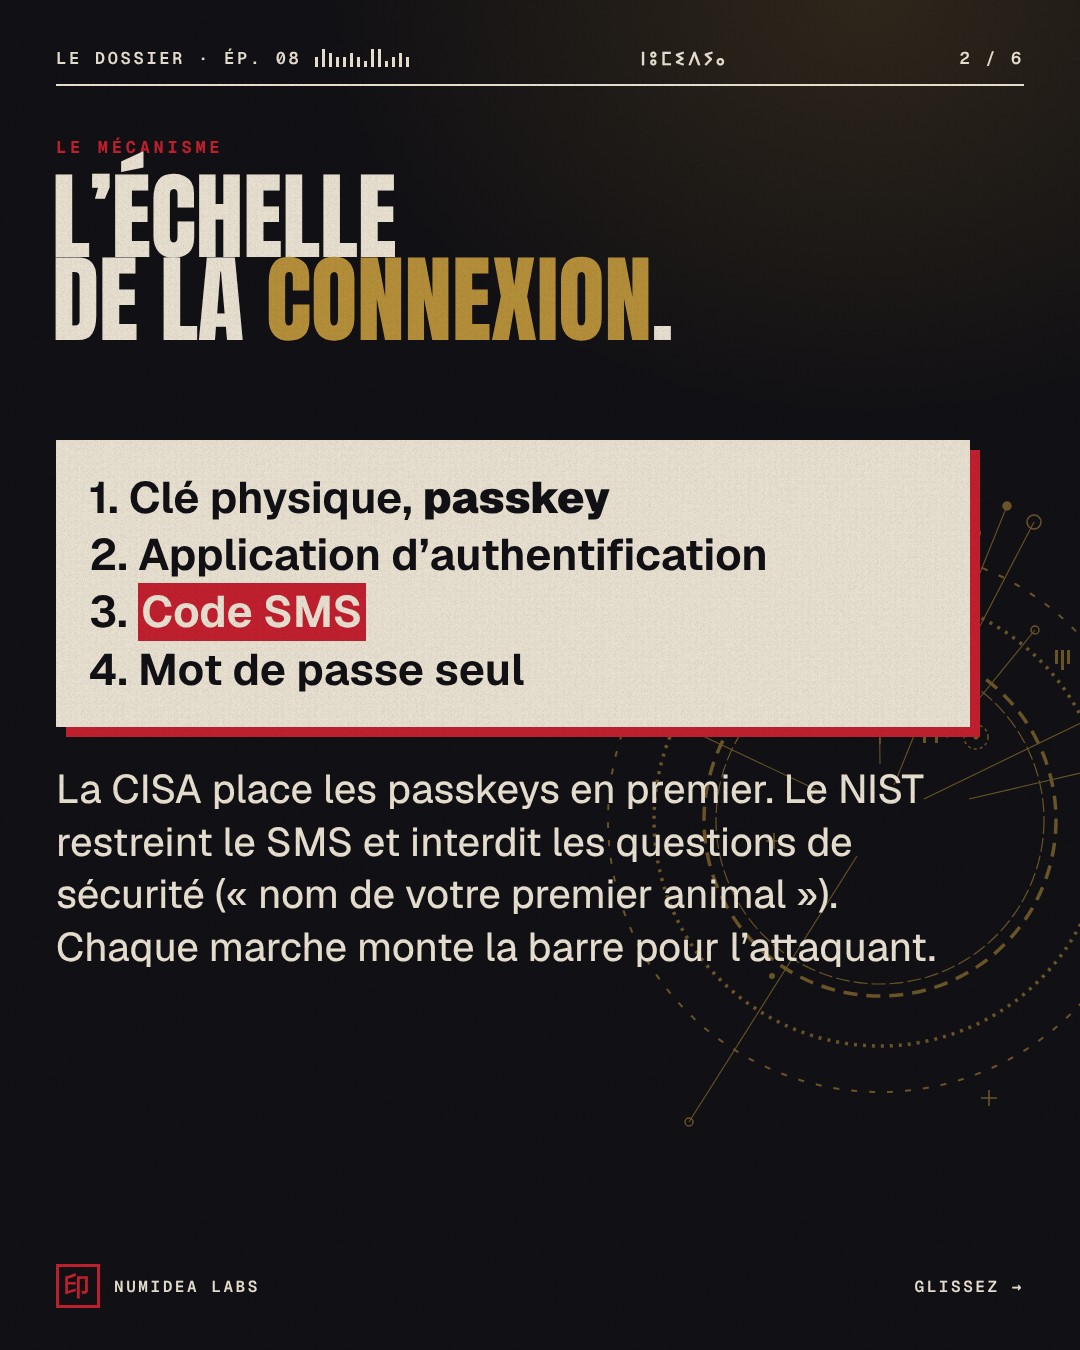 LE DOSSIER · ÉP. 08
ⵏⵓⵎⵉⴷⵢⴰ
2 / 6
LE MÉCANISME
L’ÉCHELLE
DE LA CONNEXION.
1. Clé physique, passkey
2. Application d’authentification
3. Code SMS
4. Mot de passe seul
La CISA place les passkeys en premier. Le NIST
restreint le SMS et interdit les questions de
sécurité (« nom de votre premier animal »).
Chaque marche monte la barre pour l’attaquant.
印
NUMIDEA LABS
GLISSEZ →